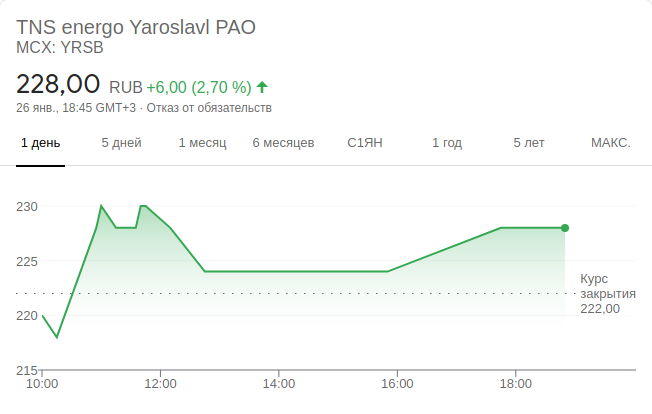 TNS energo Yaroslavl PAO
MCX: YRSB
228,00 RUB +6,00 (2,70 %)
26 янв., 18:45 GMT+3 · Отказ от обязательств
1 день 5 дней 1 месяц 6 месяцев С1ЯН 1 год 5 лет МАКС.
230
225
220
215
Курс
закрытия
222,00
10:00 12:00 14:00 16:00 18:00